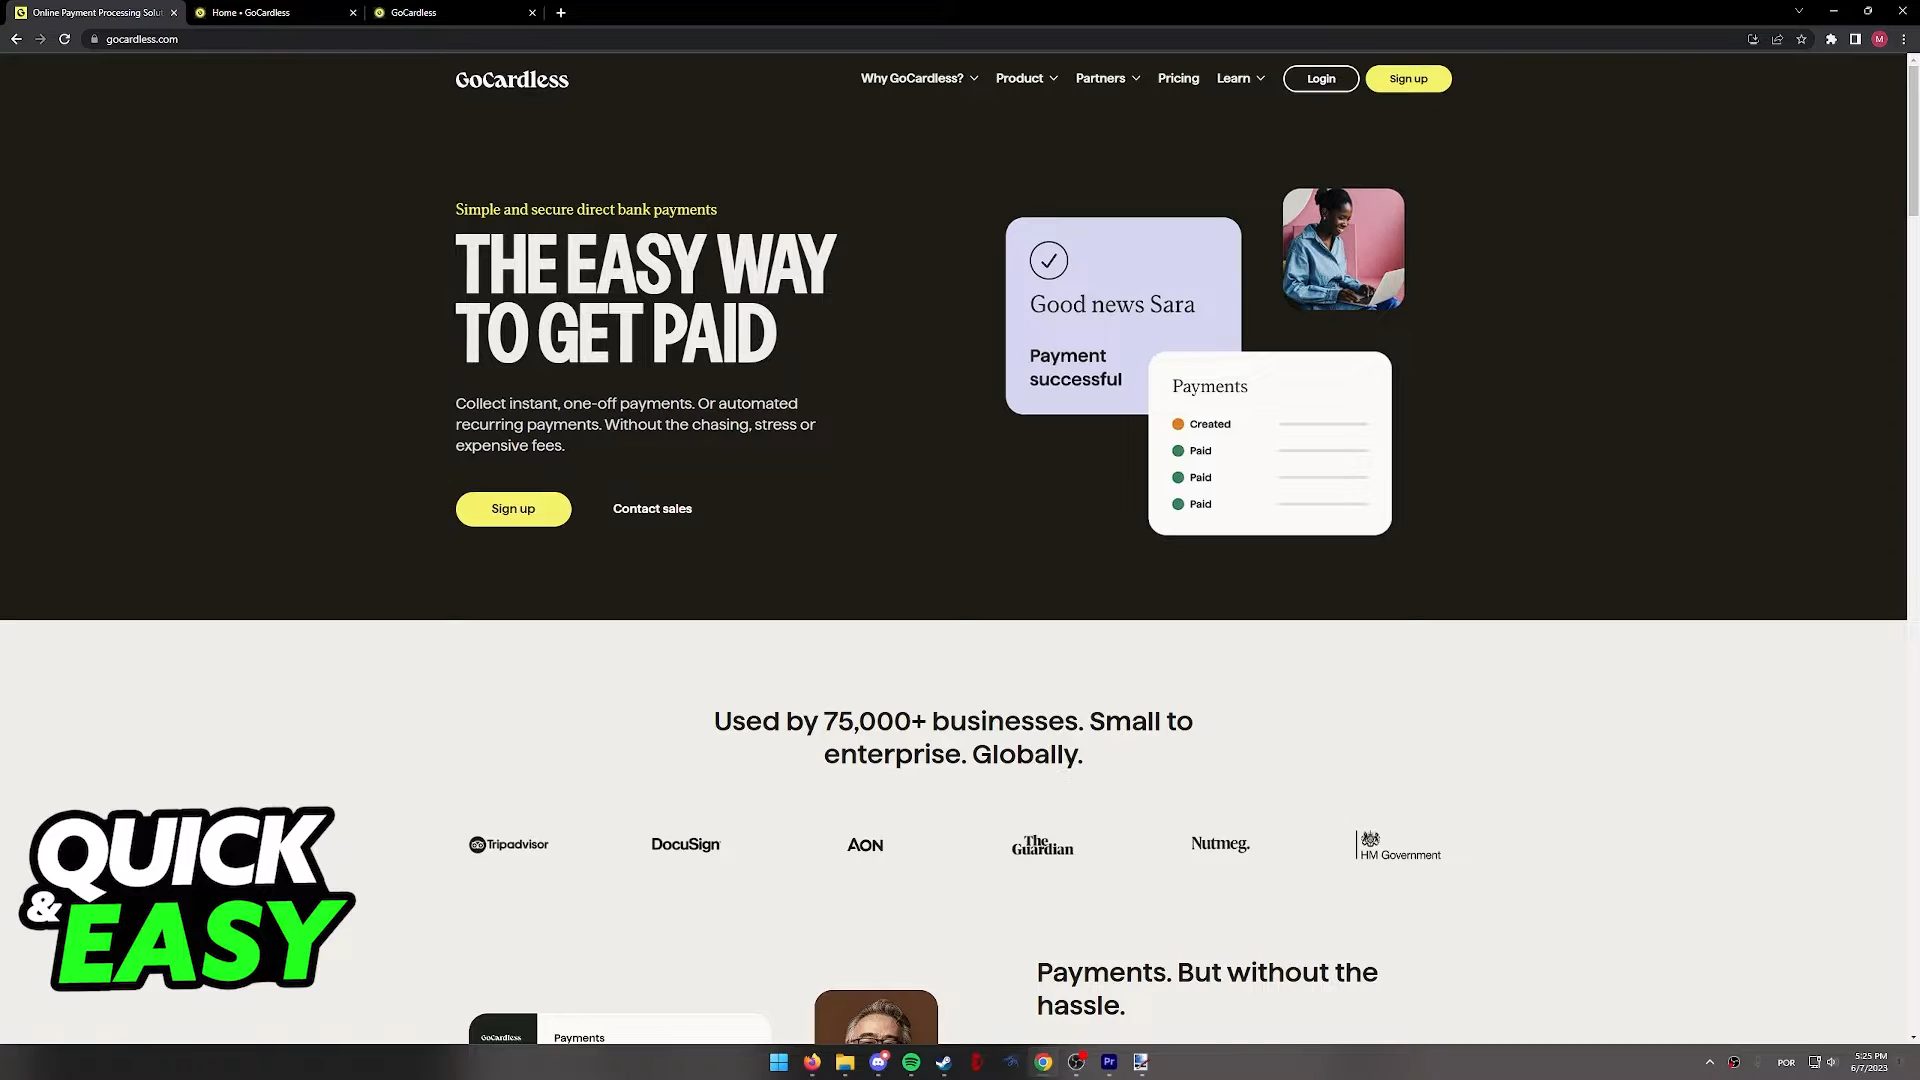 Online Payment Processing Solut
Home • GoCardless
GoCardless
gocardless.com
M
GoCardless
Why GoCardless?
Product
Partners
Pricing
Learn
Login
Sign up
Simple and secure direct bank payments
THE EASY WAY
TO GET PAID
Collect instant, one-off payments. Or automated
recurring payments. Without the chasing, stress or
expensive fees.
Sign up
Contact sales
Good news Sara
Payment
successful
Payments
Created
Paid
Paid
Paid
Used by 75,000+ businesses. Small to
enterprise. Globally.
Tripadvisor
DocuSign
AON
The
Guardian
Nutmeg.
HM Government
QUICK
& EASY
Payments. But without the
hassle.
GoCardless
Payments
Pr
POR
5:25 PM
6/7/2023